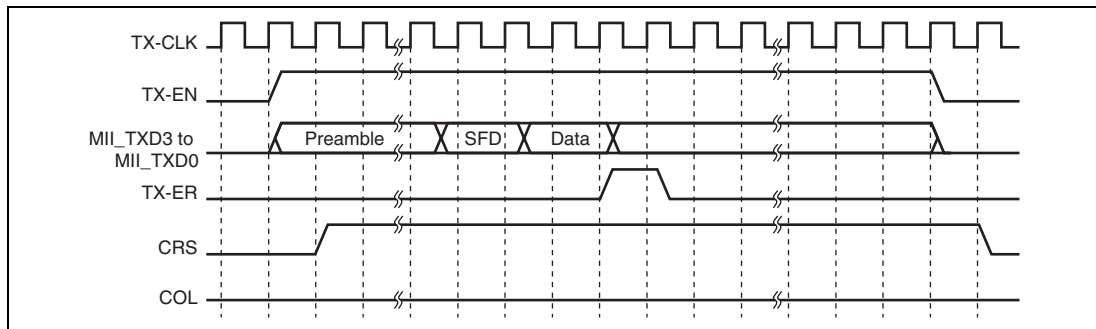 TX-CLK
TX-EN
MII_TXD3 to
MII_TXD0
Preamble
SFD
Data
TX-ER
CRS
COL